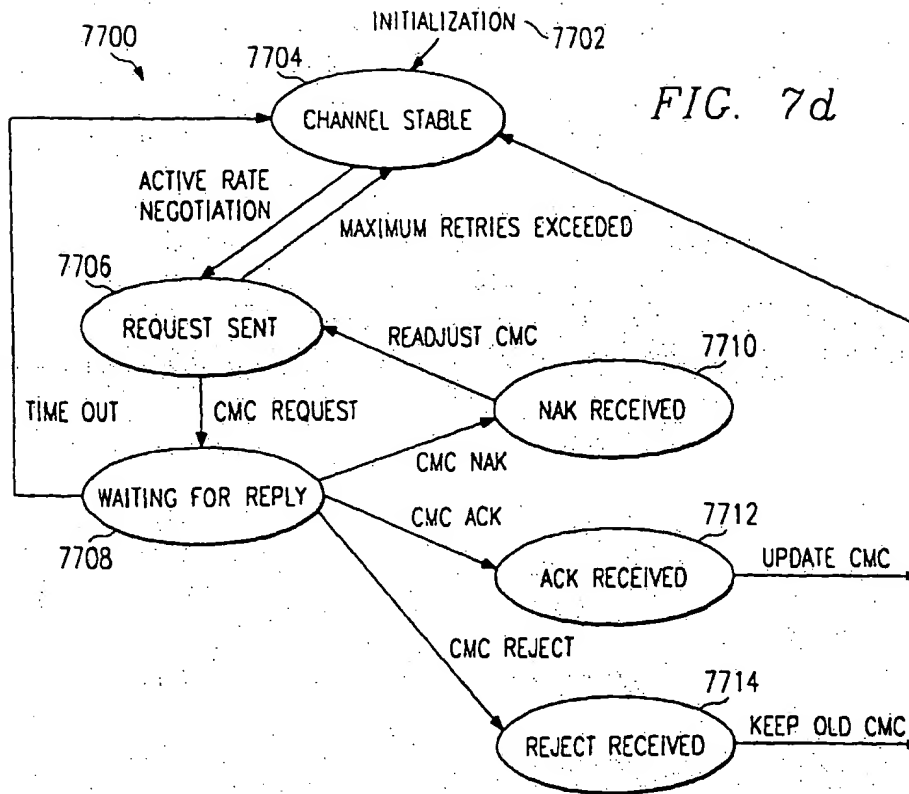 INITIALIZATION
7702
7700
7704
FIG. 7d
CHANNEL STABLE
ACTIVE RATE
NEGOTIATION
MAXIMUM RETRIES EXCEEDED
7706
REQUEST SENT
READJUST CMC
7710
NAK RECEIVED
TIME OUT
CMC REQUEST
CMC NAK
WAITING FOR REPLY
7708
CMC ACK
7712
ACK RECEIVED
UPDATE CMC
CMC REJECT
7714
REJECT RECEIVED
KEEP OLD CMC